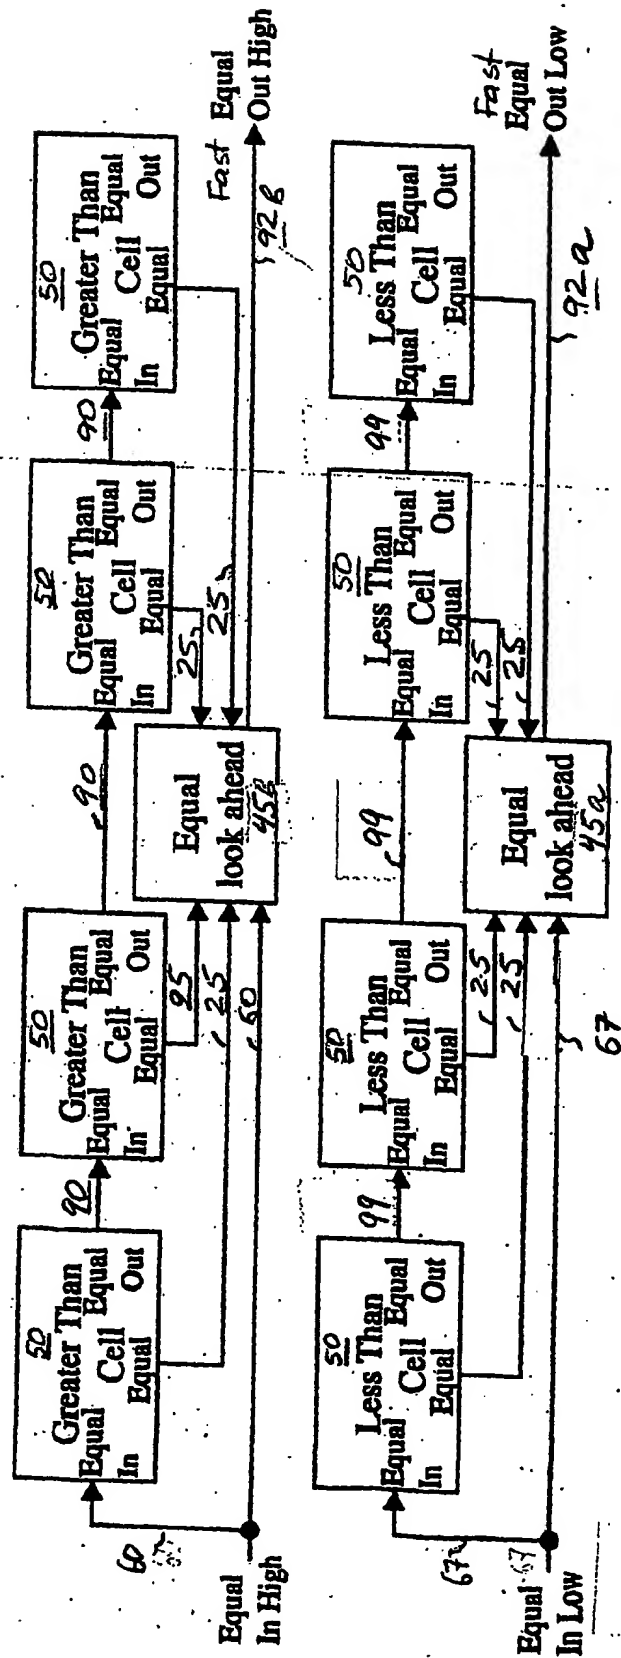 50
Greater Than
Equal Equal
Cell
In Out
Equal
90
50
Greater Than
Equal Equal
Cell
In Out
Equal
90
50
Greater Than
Equal Equal
Cell
In Out
Equal
90
50
Greater Than
Equal Equal
Cell
In Out
Equal
60
Equal
In High
25
25
60
Equal
look ahead
45b
25
25
92B
Fast Equal
Out High
50
Less Than
Equal Equal
Cell
In Out
Equal
99
50
Less Than
Equal Equal
Cell
In Out
Equal
99
50
Less Than
Equal Equal
Cell
In Out
Equal
99
50
Less Than
Equal Equal
Cell
In Out
Equal
67
Equal 67
In Low
25
25
67
Equal
look ahead
45a
25
25
92a
Fast
Equal
Out Low